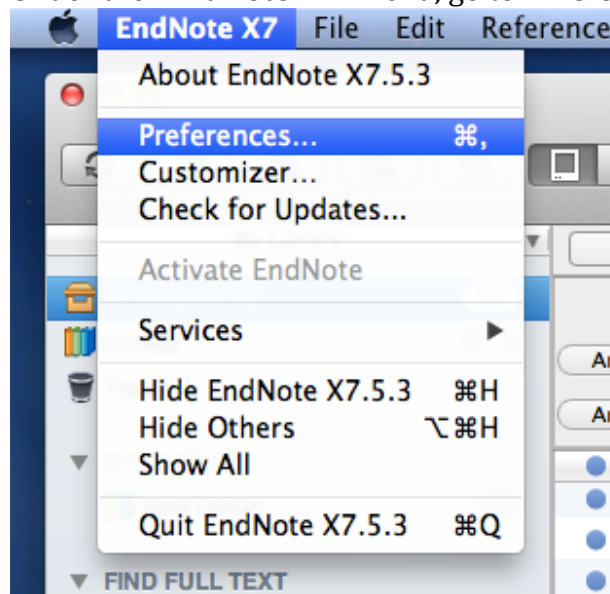 EndNote X7 File Edit Reference
About EndNote X7.5.3
Preferences... ⌘,
Customizer...
Check for Updates...
Activate EndNote
Services ▶
Hide EndNote X7.5.3 ⌘H
Hide Others ⌥⌘H
Show All
Quit EndNote X7.5.3 ⌘Q
FIND FULL TEXT